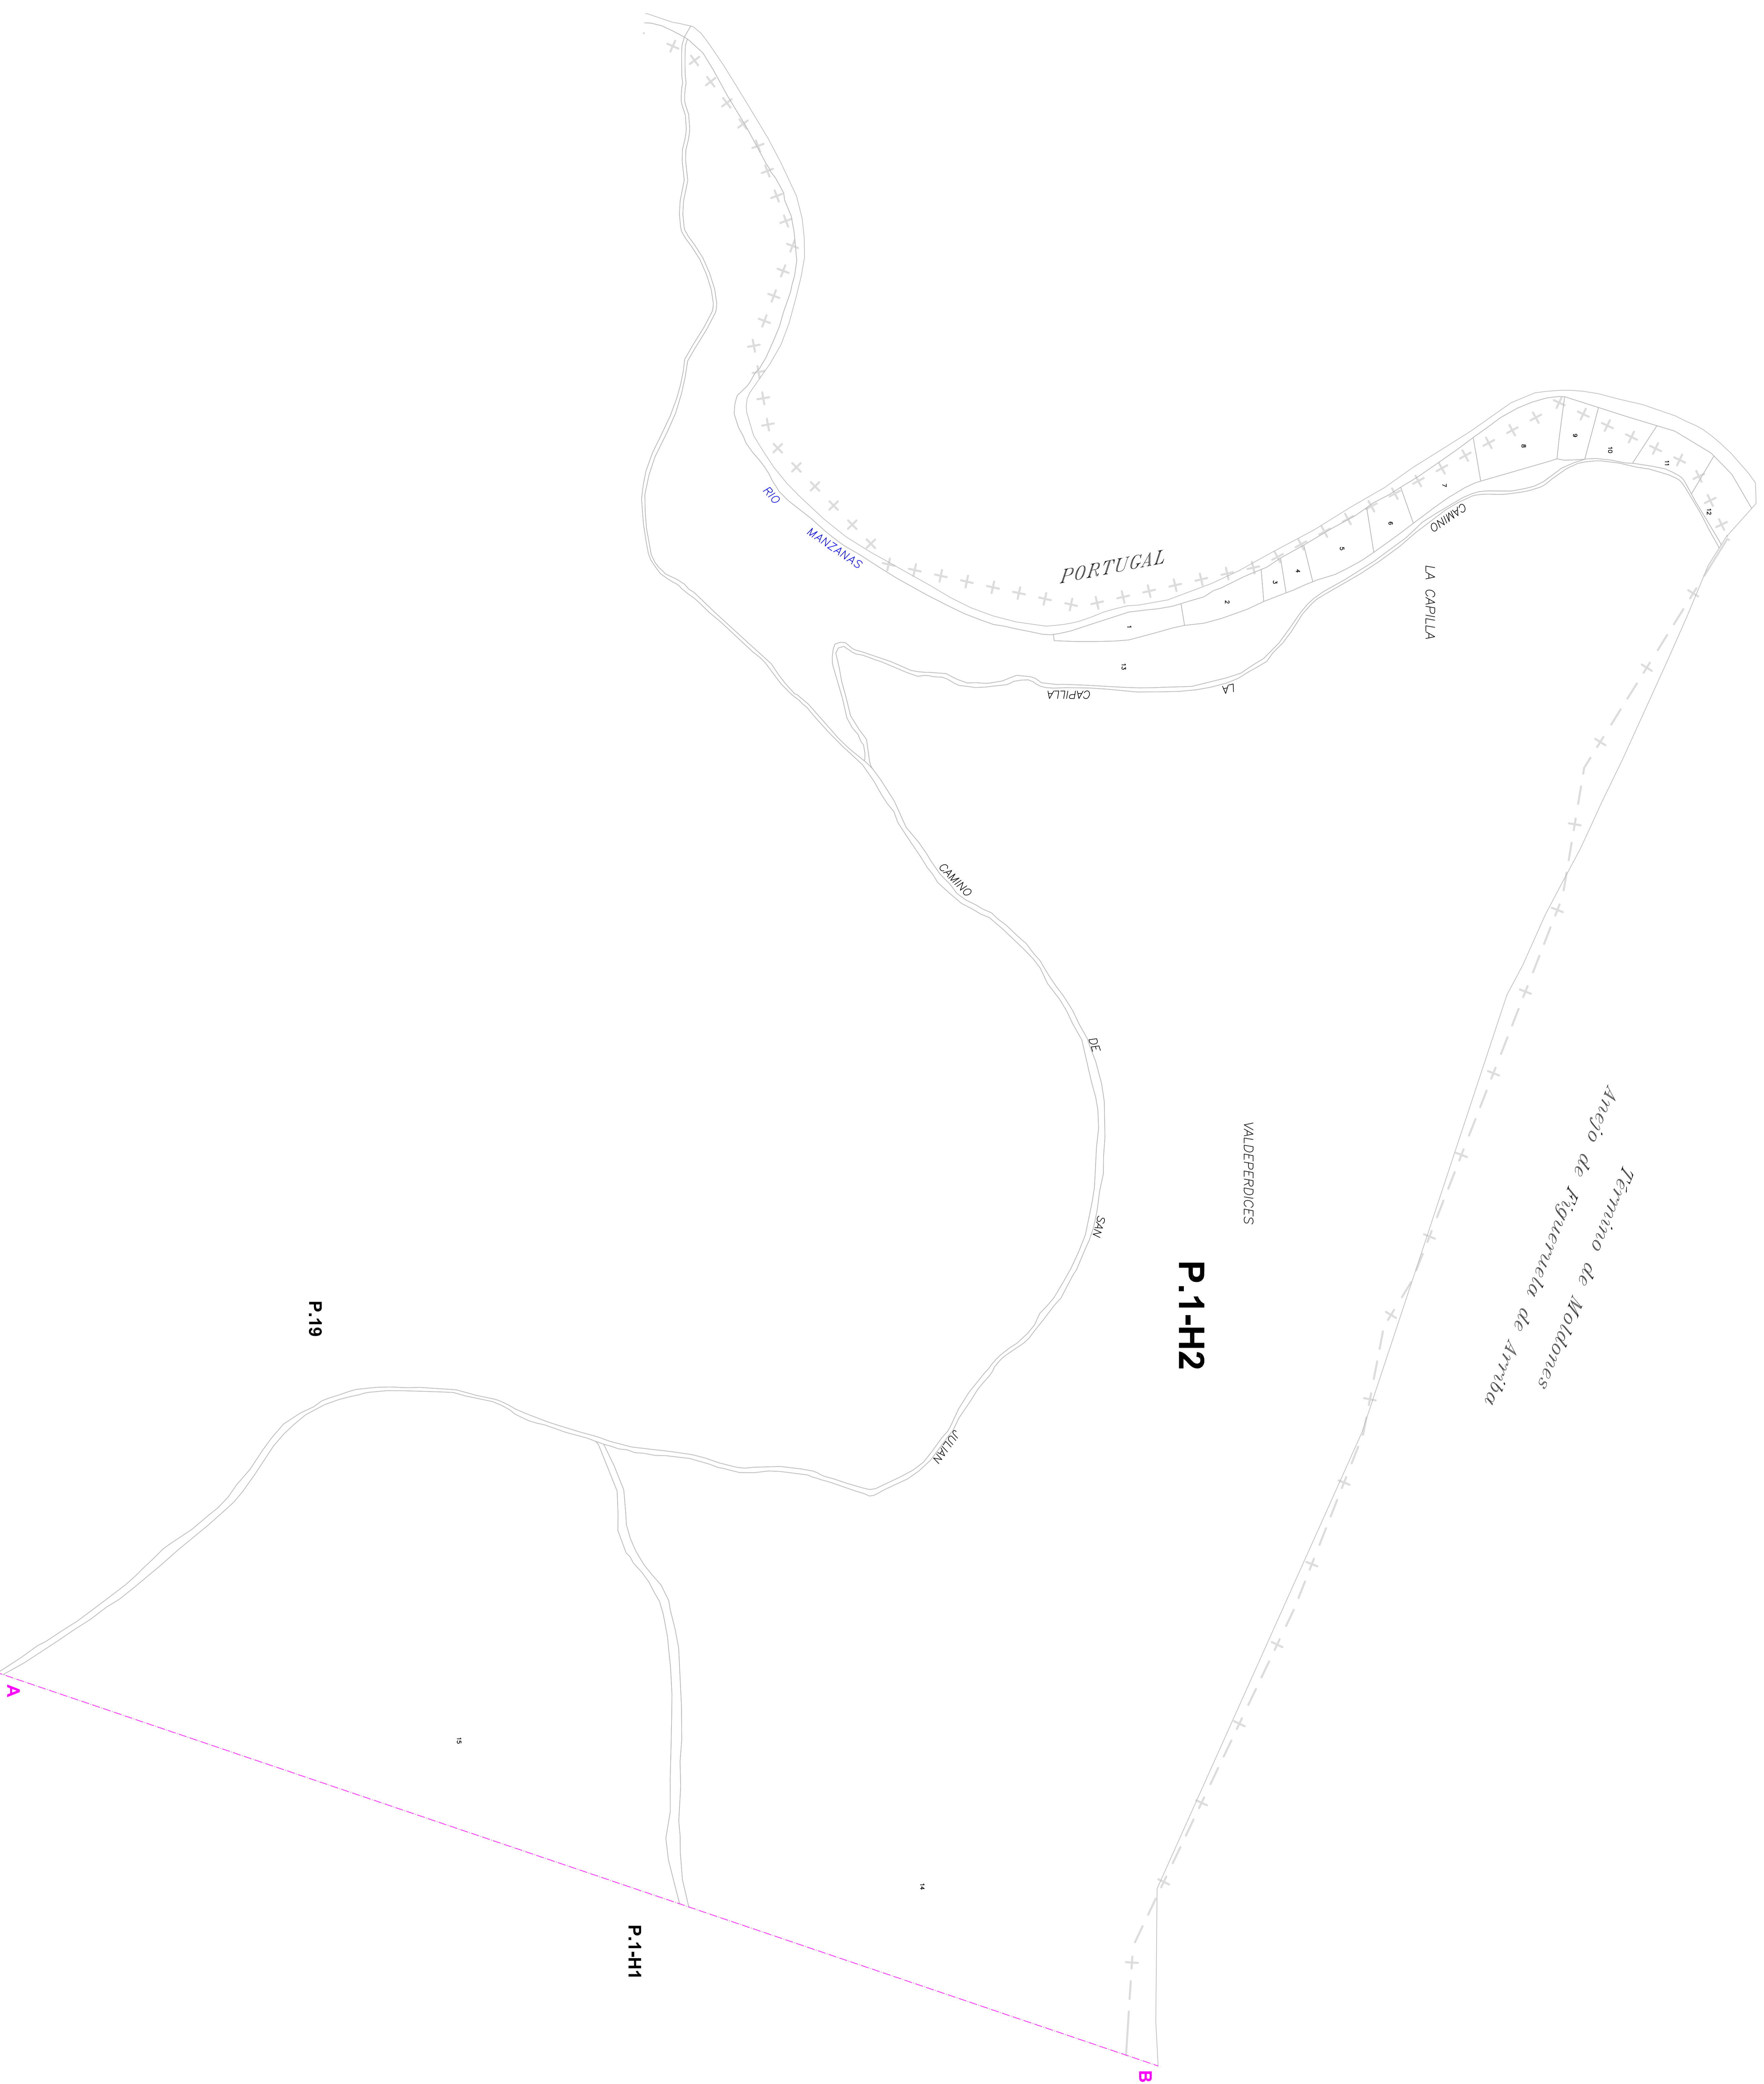 RIO
MANZANAS
PORTUGAL
CAMINO
LA
CAPILLA
LA CAPILLA
1
2
3
4
5
6
7
8
9
10
11
12
13
CAMINO
DE
SAN
JULIAN
VALDEPERDICES
P.1-H2
Término de Moldones
Anejo de Figueruela de Arriba
P.19
15
14
P.1-H1
A
B